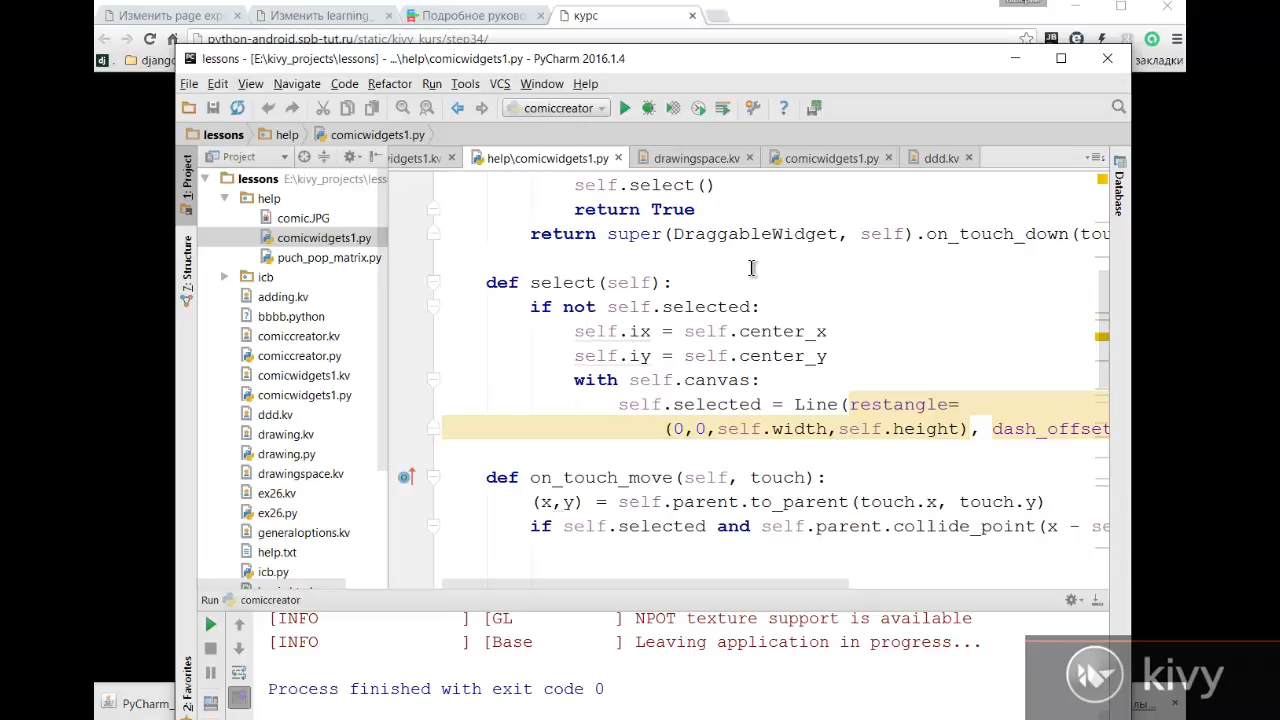 Изменить page exp
Изменить learning_
Подробное руково
курс
python-android.spb-tut.ru/static/kivy_kurs/step34/
djang
закладки
lessons - [E:\kivy_projects\lessons] - ...\help\comicwidgets1.py - PyCharm 2016.1.4
File Edit View Navigate Code Refactor Run Tools VCS Window Help
comiccreator
lessons help comicwidgets1.py
Project
idgets1.kv help\comicwidgets1.py drawingspace.kv comicwidgets1.py ddd.kv
1: Project
7: Structure
2: Favorites
Database
lessons E:\kivy_projects\less
help
comicJPG
comicwidgets1.py
puch_pop_matrix.py
icb
adding.kv
bbbb.python
comiccreator.kv
comiccreator.py
comicwidgets1.kv
comicwidgets1.py
ddd.kv
drawing.kv
drawing.py
drawingspace.kv
ex26.kv
ex26.py
generaloptions.kv
help.txt
icb.py
self.select()
return True
return super(DraggableWidget, self).on_touch_down(tou
def select(self):
if not self.selected:
self.ix = self.center_x
self.iy = self.center_y
with self.canvas:
self.selected = Line(restangle=
(0,0,self.width,self.height), dash_offset
def on_touch_move(self, touch):
(x,y) = self.parent.to_parent(touch.x, touch.y)
if self.selected and self.parent.collide_point(x - se
Run comiccreator
[INFO ] [GL ] NPOT texture support is available
[INFO ] [Base ] Leaving application in progress...
Process finished with exit code 0
PyCharm_
kivy